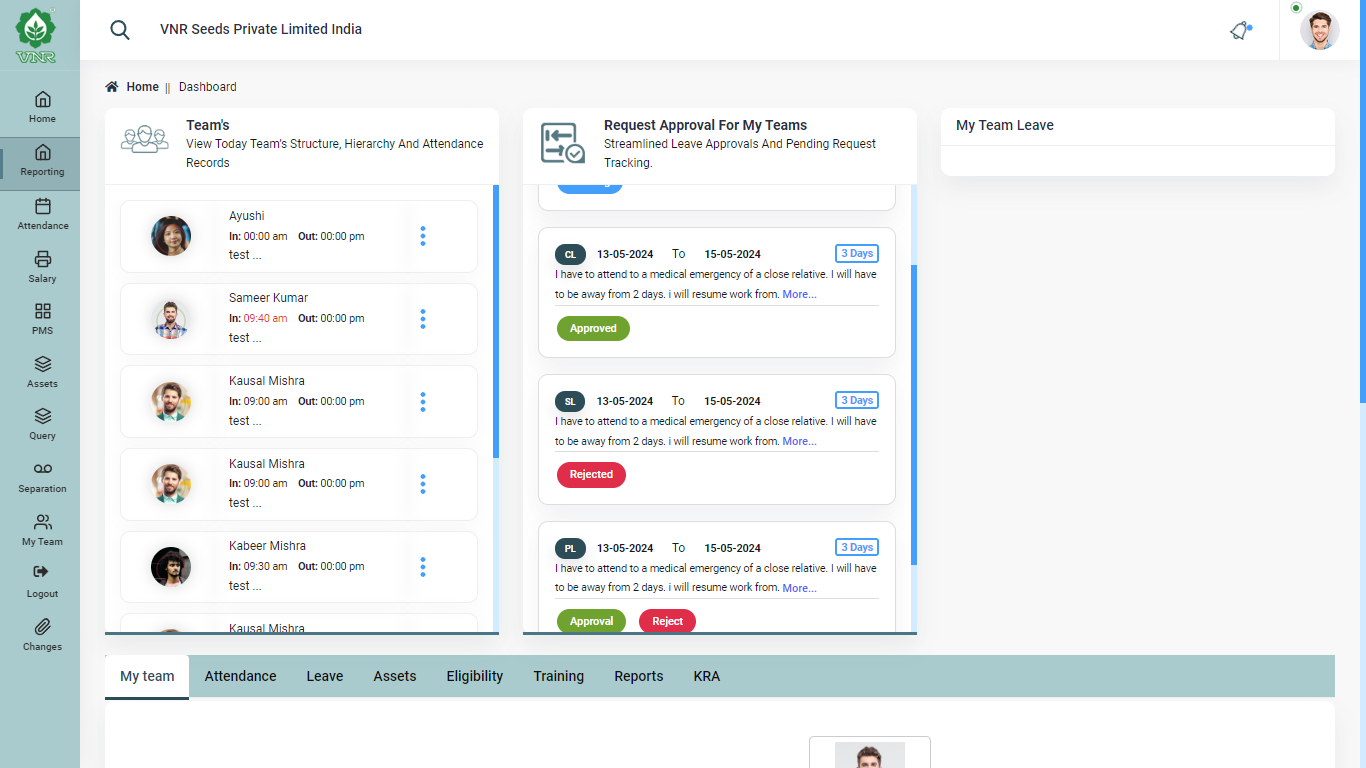 VNR
VNR Seeds Private Limited India
Home
Reporting
Attendance
Salary
PMS
Assets
Query
Separation
My Team
Logout
Changes
Home || Dashboard
Team's
View Today Team's Structure, Hierarchy And Attendance
Records
Ayushi
In: 00:00 am Out: 00:00 pm
test ...
Sameer Kumar
In: 09:40 am Out: 00:00 pm
test ...
Kausal Mishra
In: 09:00 am Out: 00:00 pm
test ...
Kausal Mishra
In: 09:00 am Out: 00:00 pm
test ...
Kabeer Mishra
In: 09:30 am Out: 00:00 pm
test ...
Kausal Mishra
Request Approval For My Teams
Streamlined Leave Approvals And Pending Request
Tracking.
CL 13-05-2024 To 15-05-2024 3 Days
I have to attend to a medical emergency of a close relative. I will have
to be away from 2 days. i will resume work from. More...
Approved
SL 13-05-2024 To 15-05-2024 3 Days
I have to attend to a medical emergency of a close relative. I will have
to be away from 2 days. i will resume work from. More...
Rejected
PL 13-05-2024 To 15-05-2024 3 Days
I have to attend to a medical emergency of a close relative. I will have
to be away from 2 days. i will resume work from. More...
Approval Reject
My Team Leave
My team Attendance Leave Assets Eligibility Training Reports KRA